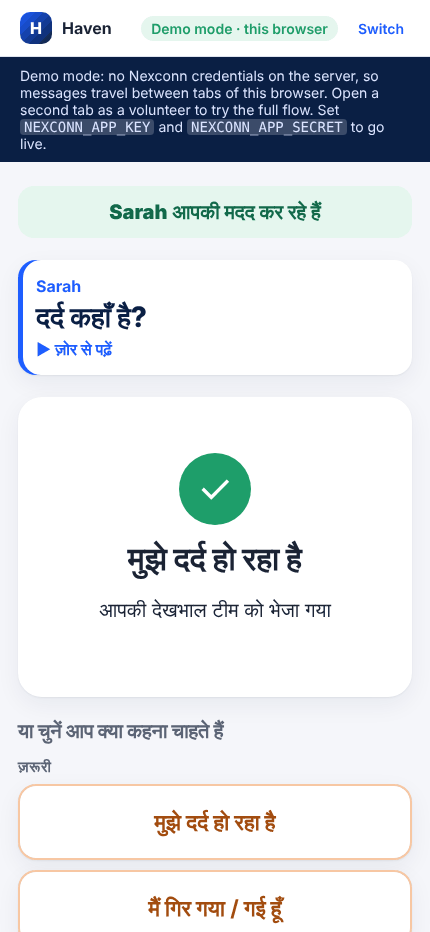 H Haven Demo mode · this browser Switch
Demo mode: no Nexconn credentials on the server, so
messages travel between tabs of this browser. Open a
second tab as a volunteer to try the full flow. Set
NEXCONN_APP_KEY and NEXCONN_APP_SECRET to go
live.
Sarah आपकी मदद कर रहे हैं
Sarah
दर्द कहाँ है?
▶ ज़ोर से पढ़ें
मुझे दर्द हो रहा है
आपकी देखभाल टीम को भेजा गया
या चुनें आप क्या कहना चाहते हैं
ज़रूरी
मुझे दर्द हो रहा है
मैं गिर गया / गई हूँ